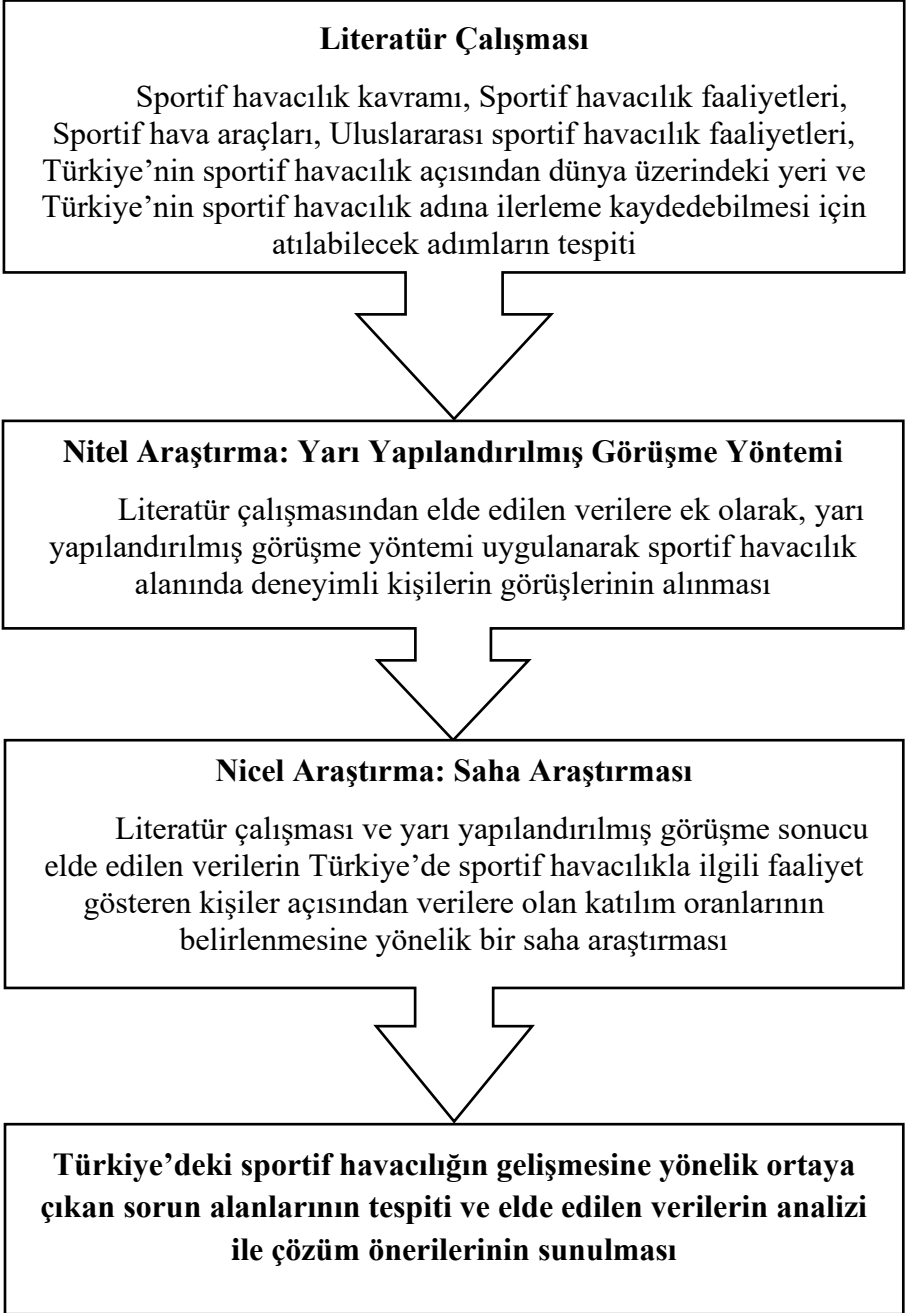 Literatür Çalışması
Sportif havacılık kavramı, Sportif havacılık faaliyetleri,
Sportif hava araçları, Uluslararası sportif havacılık faaliyetleri,
Türkiye’nin sportif havacılık açısından dünya üzerindeki yeri ve
Türkiye’nin sportif havacılık adına ilerleme kaydedebilmesi için
atılabilecek adımların tespiti
Nitel Araştırma: Yarı Yapılandırılmış Görüşme Yöntemi
Literatür çalışmasından elde edilen verilere ek olarak, yarı
yapılandırılmış görüşme yöntemi uygulanarak sportif havacılık
alanında deneyimli kişilerin görüşlerinin alınması
Nicel Araştırma: Saha Araştırması
Literatür çalışması ve yarı yapılandırılmış görüşme sonucu
elde edilen verilerin Türkiye’de sportif havacılıkla ilgili faaliyet
gösteren kişiler açısından verilere olan katılım oranlarının
belirlenmesine yönelik bir saha araştırması
Türkiye’deki sportif havacılığın gelişmesine yönelik ortaya
çıkan sorun alanlarının tespiti ve elde edilen verilerin analizi
ile çözüm önerilerinin sunulması